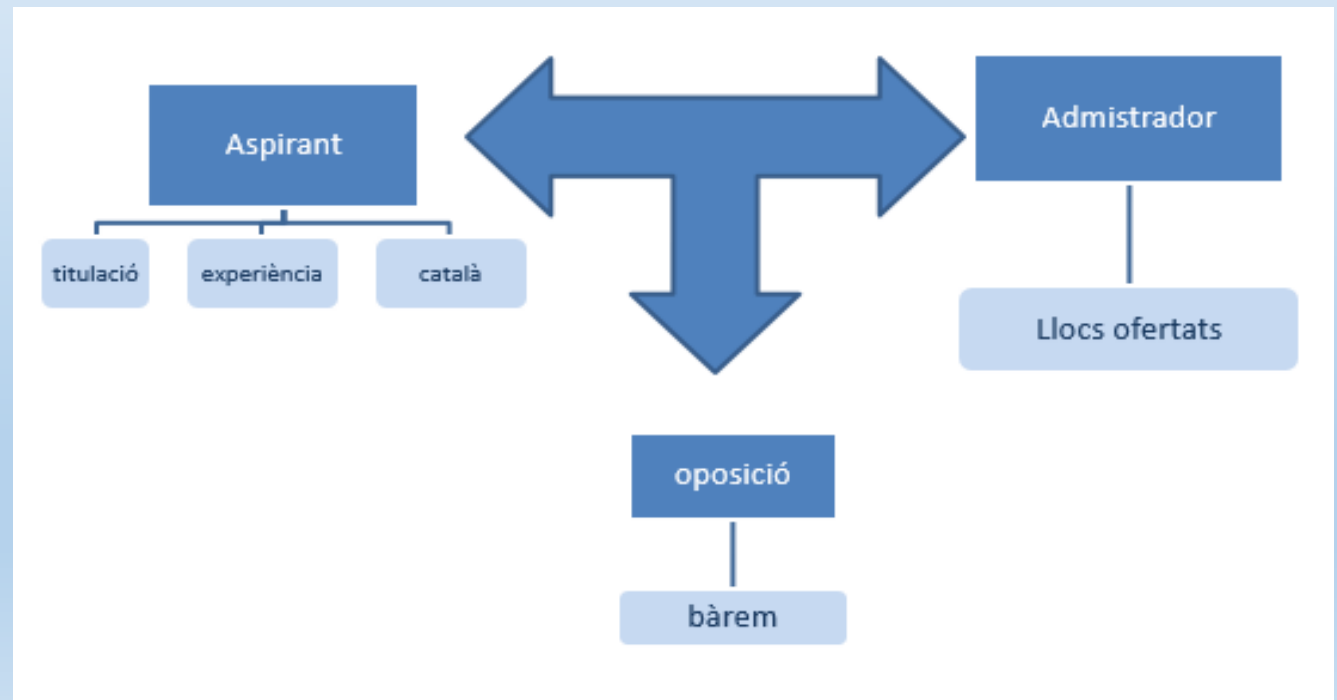 Aspirant
Admistrador
titulació
experiència
català
Llocs ofertats
oposició
bàrem